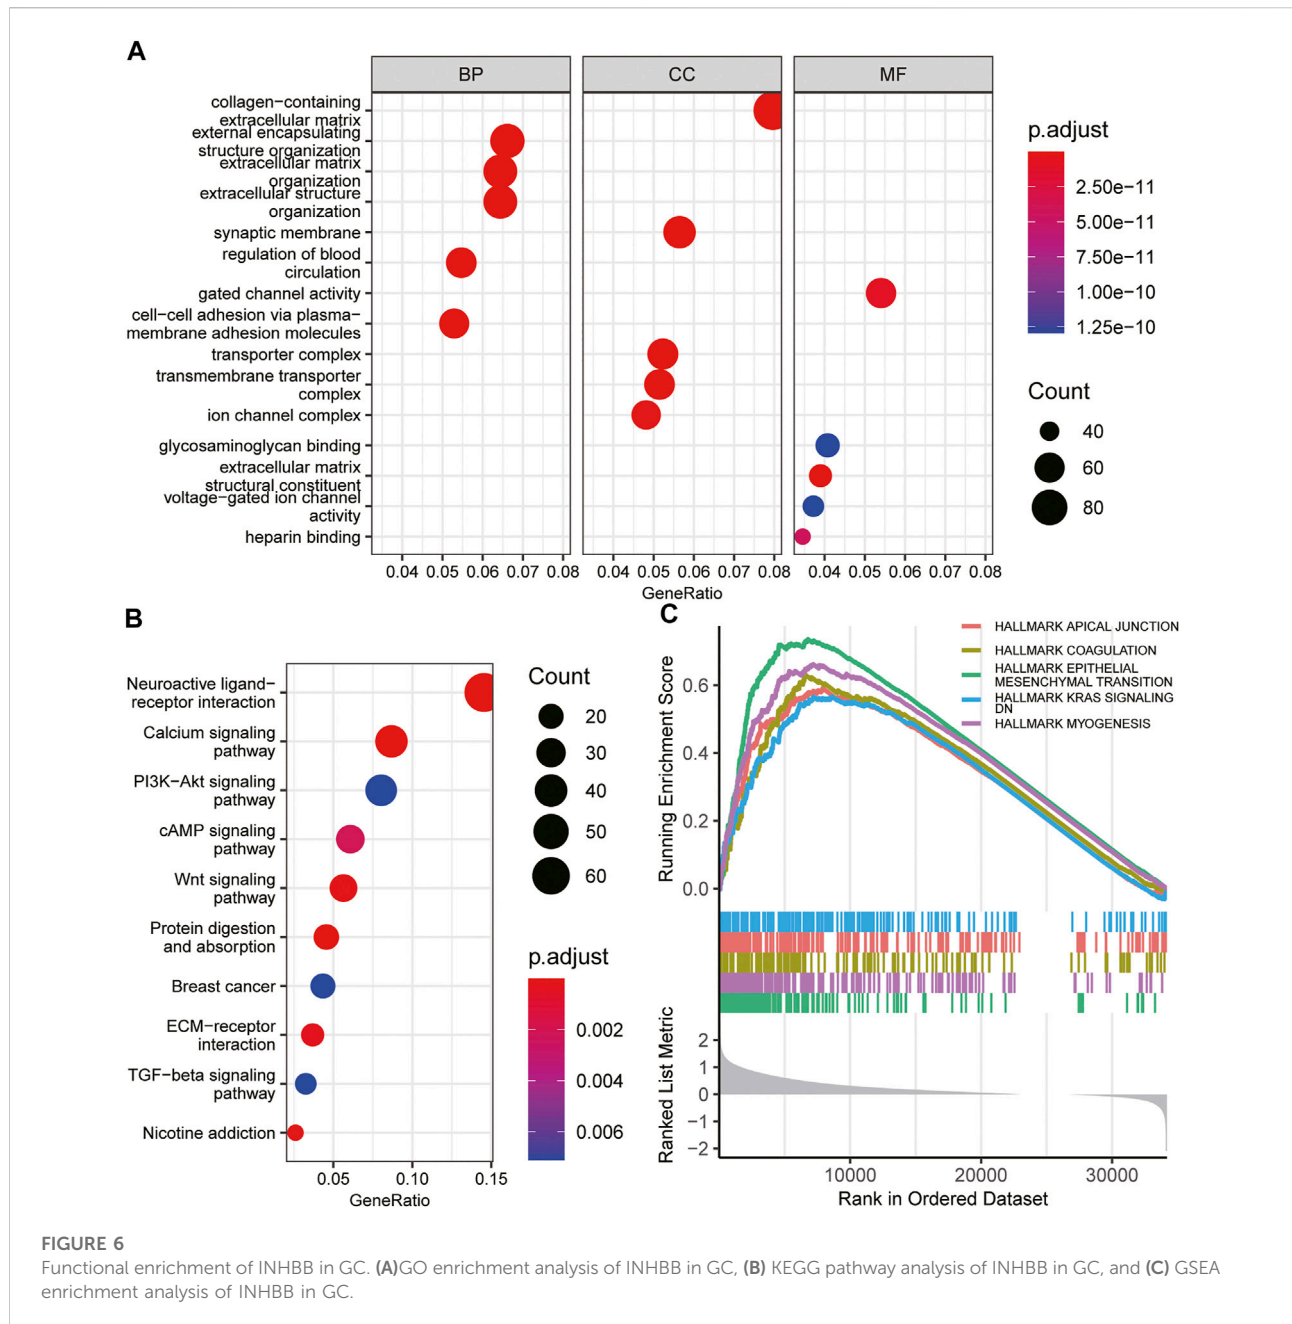 A
BP
CC
MF
collagen−containing
extracellular matrix
external encapsulating
structure organization
extracellular matrix
organization
extracellular structure
organization
synaptic membrane
regulation of blood
circulation
gated channel activity
cell−cell adhesion via plasma−
membrane adhesion molecules
transporter complex
transmembrane transporter
complex
ion channel complex
glycosaminoglycan binding
extracellular matrix
structural constituent
voltage−gated ion channel
activity
heparin binding
0.04 0.05 0.06 0.07 0.08
0.04 0.05 0.06 0.07 0.08
0.04 0.05 0.06 0.07 0.08
GeneRatio
p.adjust
2.50e−11
5.00e−11
7.50e−11
1.00e−10
1.25e−10
Count
40
60
80
B
Neuroactive ligand−
receptor interaction
Calcium signaling
pathway
PI3K−Akt signaling
pathway
cAMP signaling
pathway
Wnt signaling
pathway
Protein digestion
and absorption
Breast cancer
ECM−receptor
interaction
TGF−beta signaling
pathway
Nicotine addiction
0.05 0.10 0.15
GeneRatio
Count
20
30
40
50
60
p.adjust
0.002
0.004
0.006
C
HALLMARK APICAL JUNCTION
HALLMARK COAGULATION
HALLMARK EPITHELIAL
MESENCHYMAL TRANSITION
HALLMARK KRAS SIGNALING
DN
HALLMARK MYOGENESIS
Running Enrichment Score
0.6
0.4
0.2
0.0
Ranked List Metric
2
1
0
−1
−2
10000 20000 30000
Rank in Ordered Dataset
FIGURE 6
Functional enrichment of INHBB in GC. (A)GO enrichment analysis of INHBB in GC, (B) KEGG pathway analysis of INHBB in GC, and (C) GSEA
enrichment analysis of INHBB in GC.